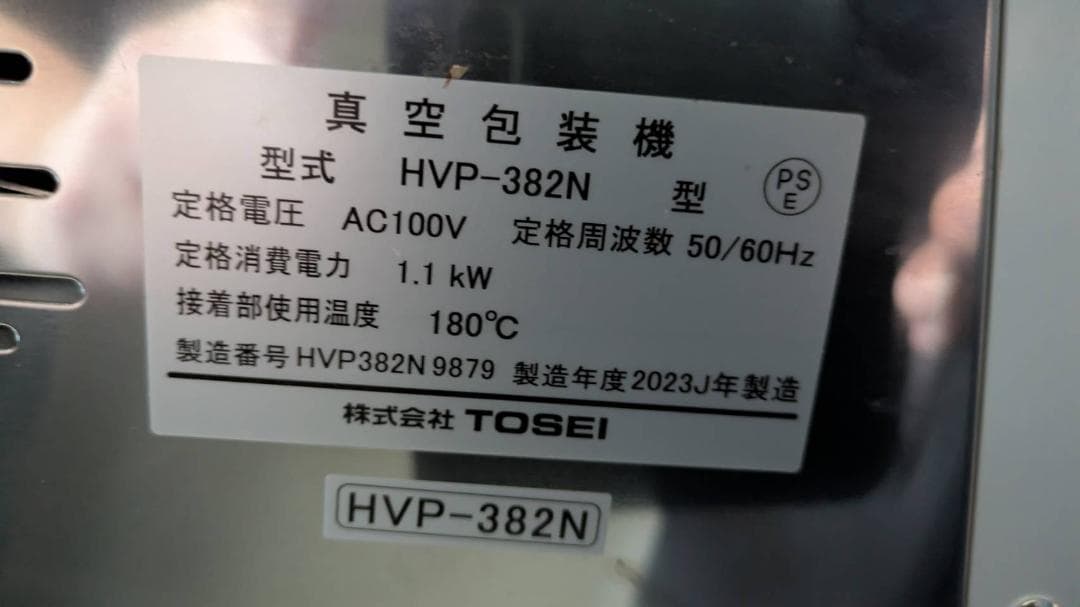 真空包装機
型式 HVP-382N 型 PSE
定格電圧 AC100V 定格周波数 50/60Hz
定格消費電力 1.1 kW
接着部使用温度 180℃
製造番号 HVP382N 9879 製造年度2023J年製造
株式会社 TOSEI
HVP-382N